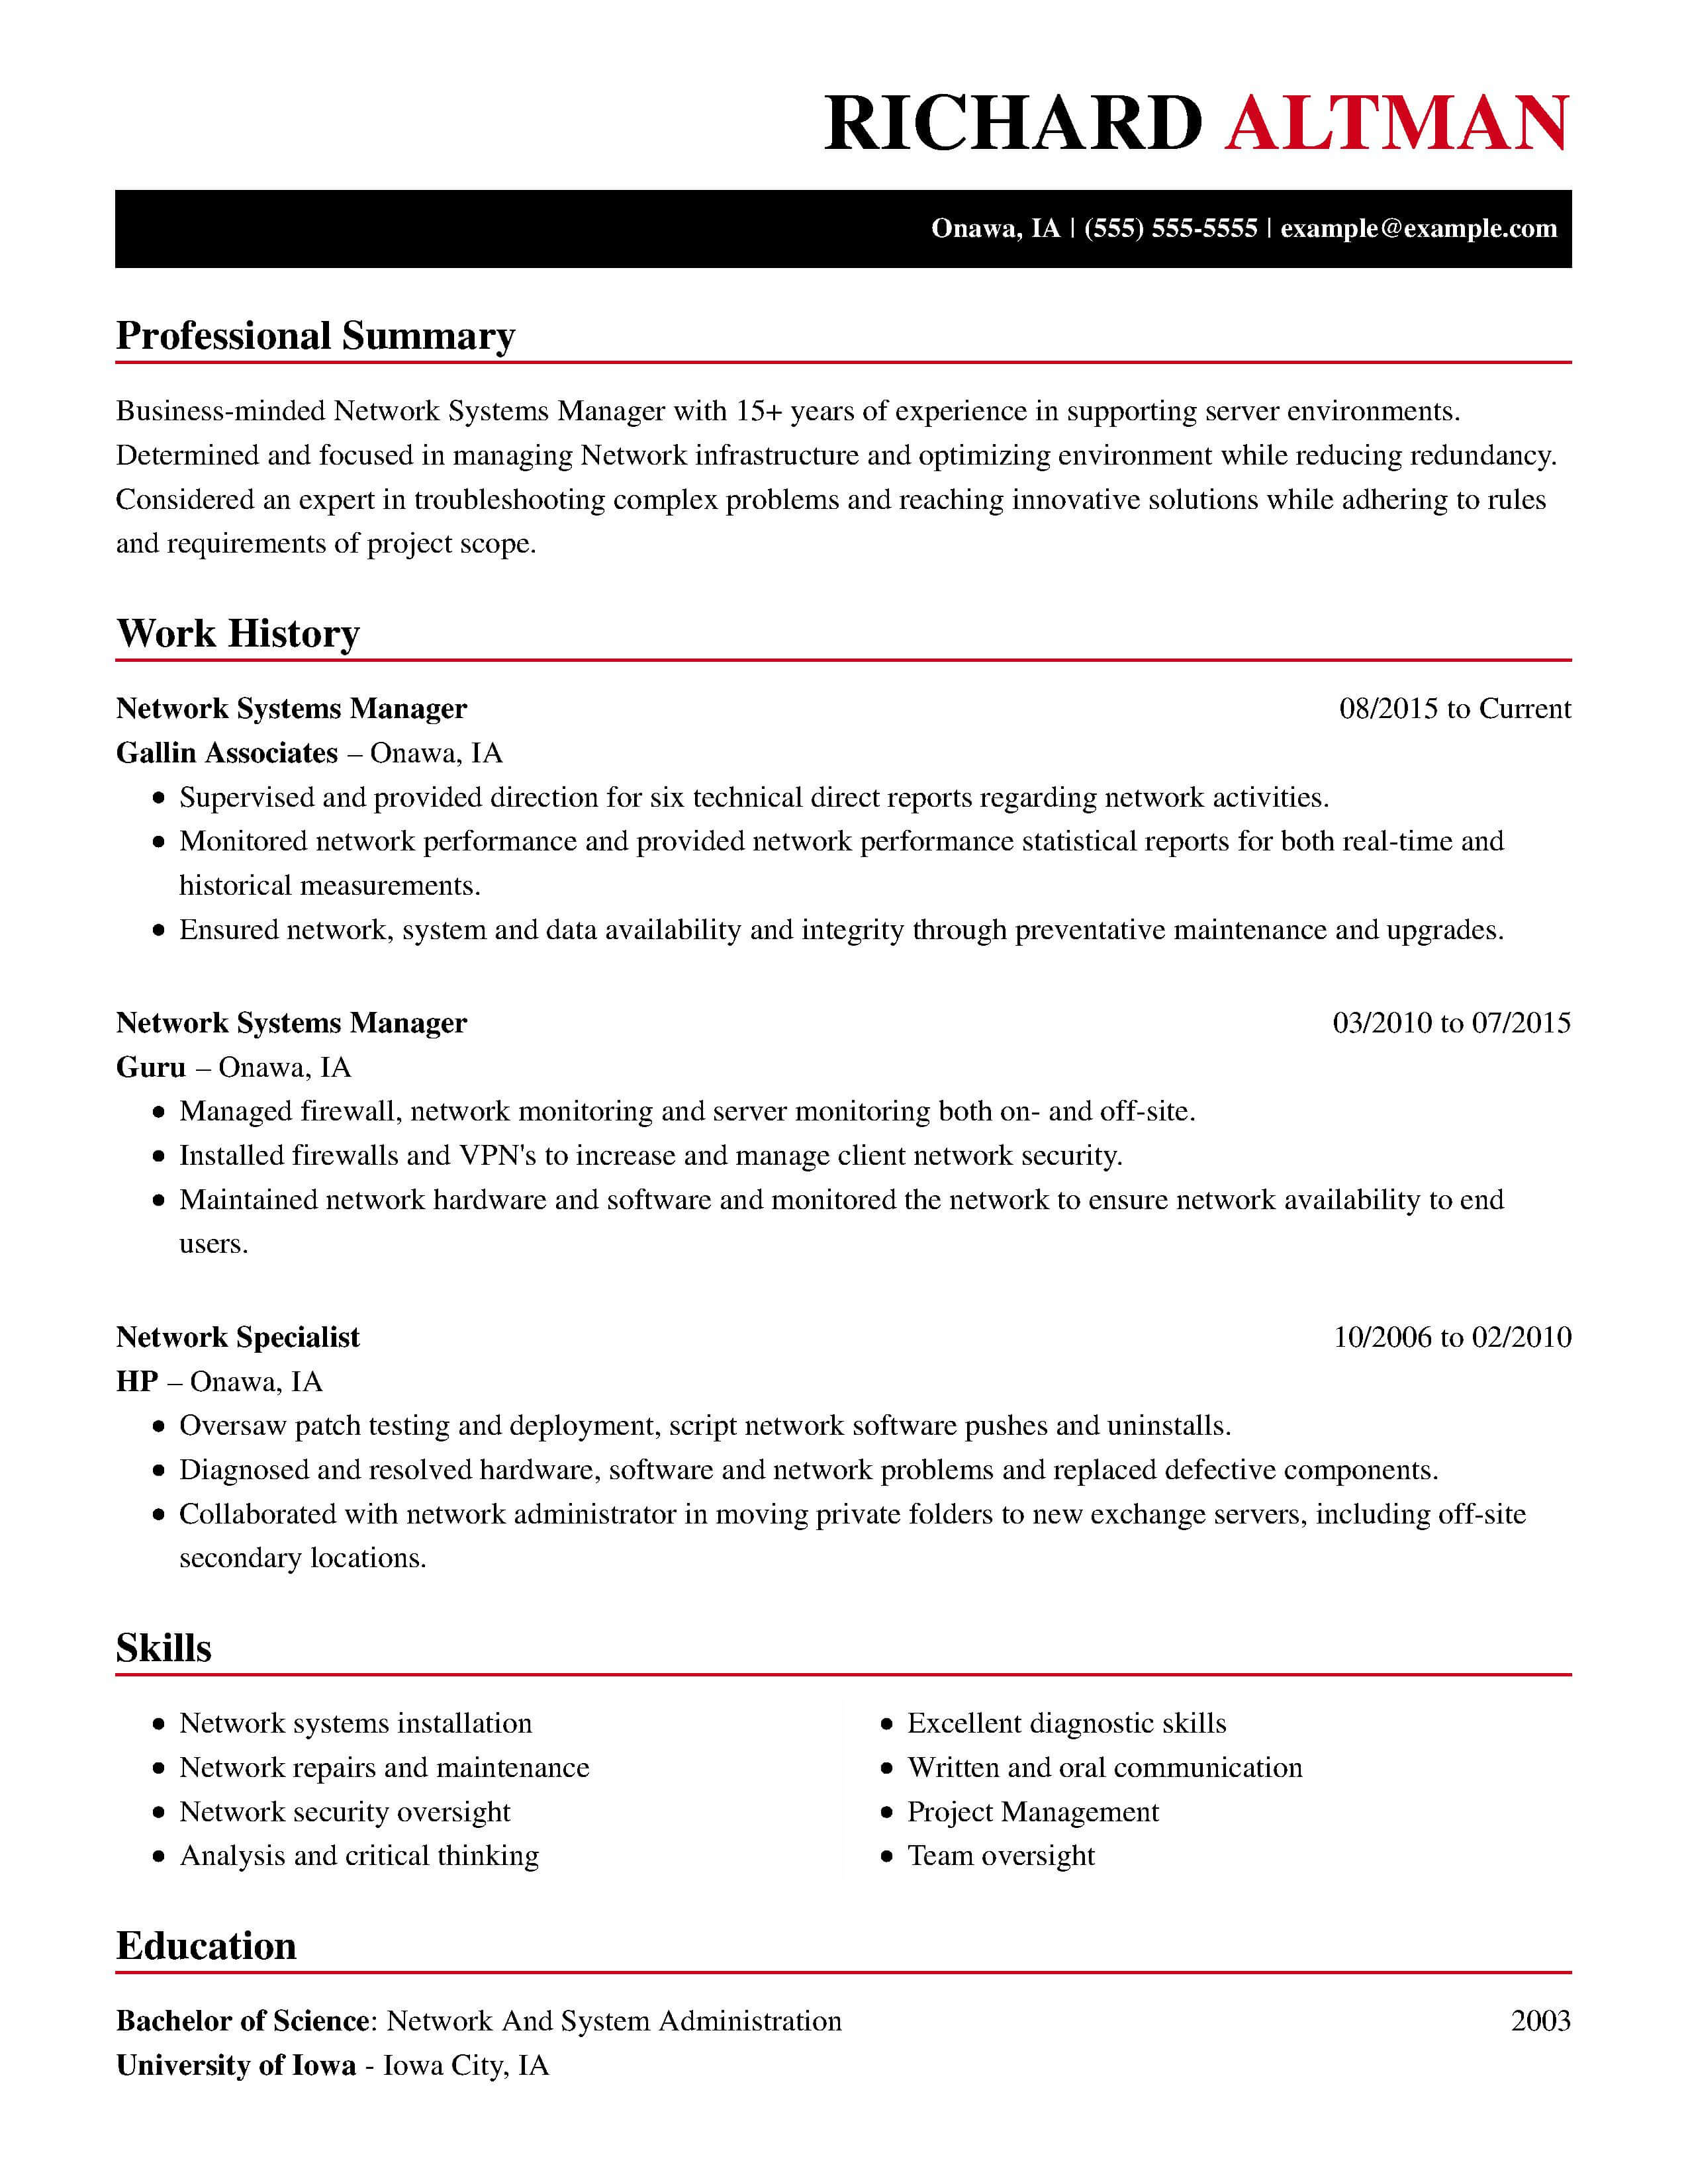 RICHARD ALTMAN
Onawa, IA | (555) 555-5555 | example@example.com
Professional Summary
Business-minded Network Systems Manager with 15+ years of experience in supporting server environments.
Determined and focused in managing Network infrastructure and optimizing environment while reducing redundancy.
Considered an expert in troubleshooting complex problems and reaching innovative solutions while adhering to rules
and requirements of project scope.
Work History
Network Systems Manager 08/2015 to Current
Gallin Associates – Onawa, IA
• Supervised and provided direction for six technical direct reports regarding network activities.
• Monitored network performance and provided network performance statistical reports for both real-time and
historical measurements.
• Ensured network, system and data availability and integrity through preventative maintenance and upgrades.
Network Systems Manager 03/2010 to 07/2015
Guru – Onawa, IA
• Managed firewall, network monitoring and server monitoring both on- and off-site.
• Installed firewalls and VPN's to increase and manage client network security.
• Maintained network hardware and software and monitored the network to ensure network availability to end
users.
Network Specialist 10/2006 to 02/2010
HP – Onawa, IA
• Oversaw patch testing and deployment, script network software pushes and uninstalls.
• Diagnosed and resolved hardware, software and network problems and replaced defective components.
• Collaborated with network administrator in moving private folders to new exchange servers, including off-site
secondary locations.
Skills
• Network systems installation
• Network repairs and maintenance
• Network security oversight
• Analysis and critical thinking
• Excellent diagnostic skills
• Written and oral communication
• Project Management
• Team oversight
Education
Bachelor of Science: Network And System Administration 2003
University of Iowa - Iowa City, IA